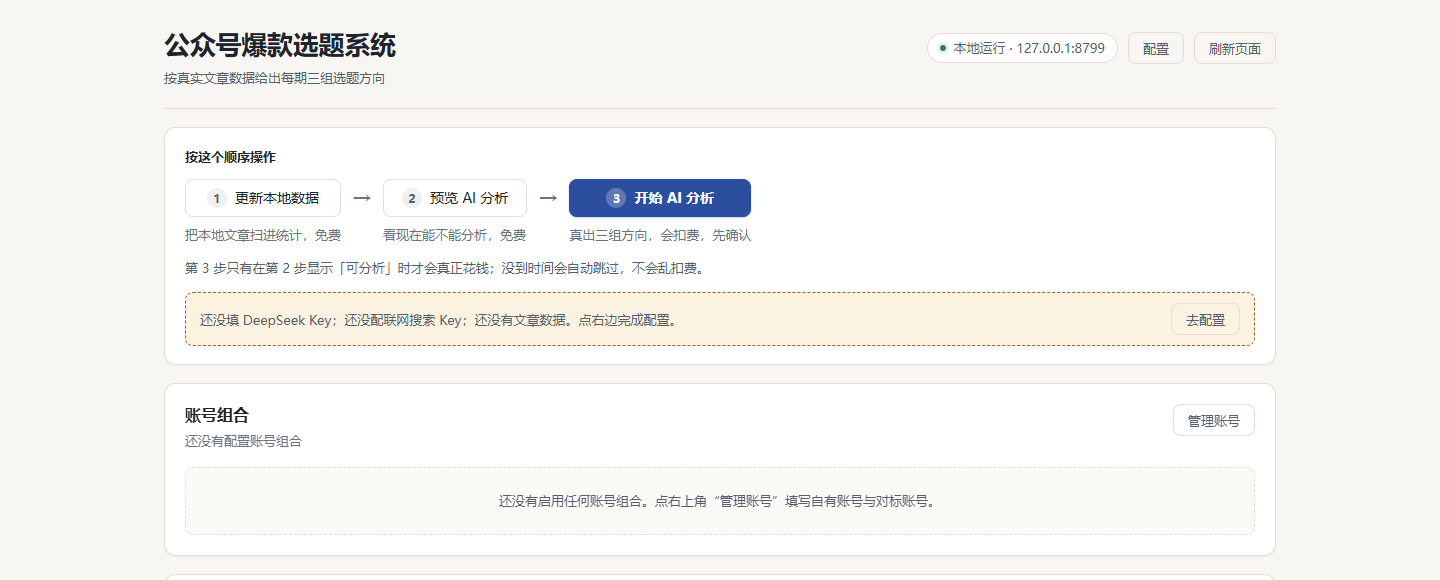 公众号爆款选题系统
按真实文章数据给出每期三组选题方向
本地运行 · 127.0.0.1:8799
配置
刷新页面
按这个顺序操作
1 更新本地数据 → 2 预览 AI 分析 → 3 开始 AI 分析
把本地文章扫进统计，免费
看现在能不能分析，免费
真出三组方向，会扣费，先确认
第 3 步只有在第 2 步显示「可分析」时才会真正花钱；没到时间会自动跳过，不会乱扣费。
还没填 DeepSeek Key；还没配联网搜索 Key；还没有文章数据。点右边完成配置。
去配置
账号组合
还没有配置账号组合
管理账号
还没有启用任何账号组合。点右上角“管理账号”填写自有账号与对标账号。